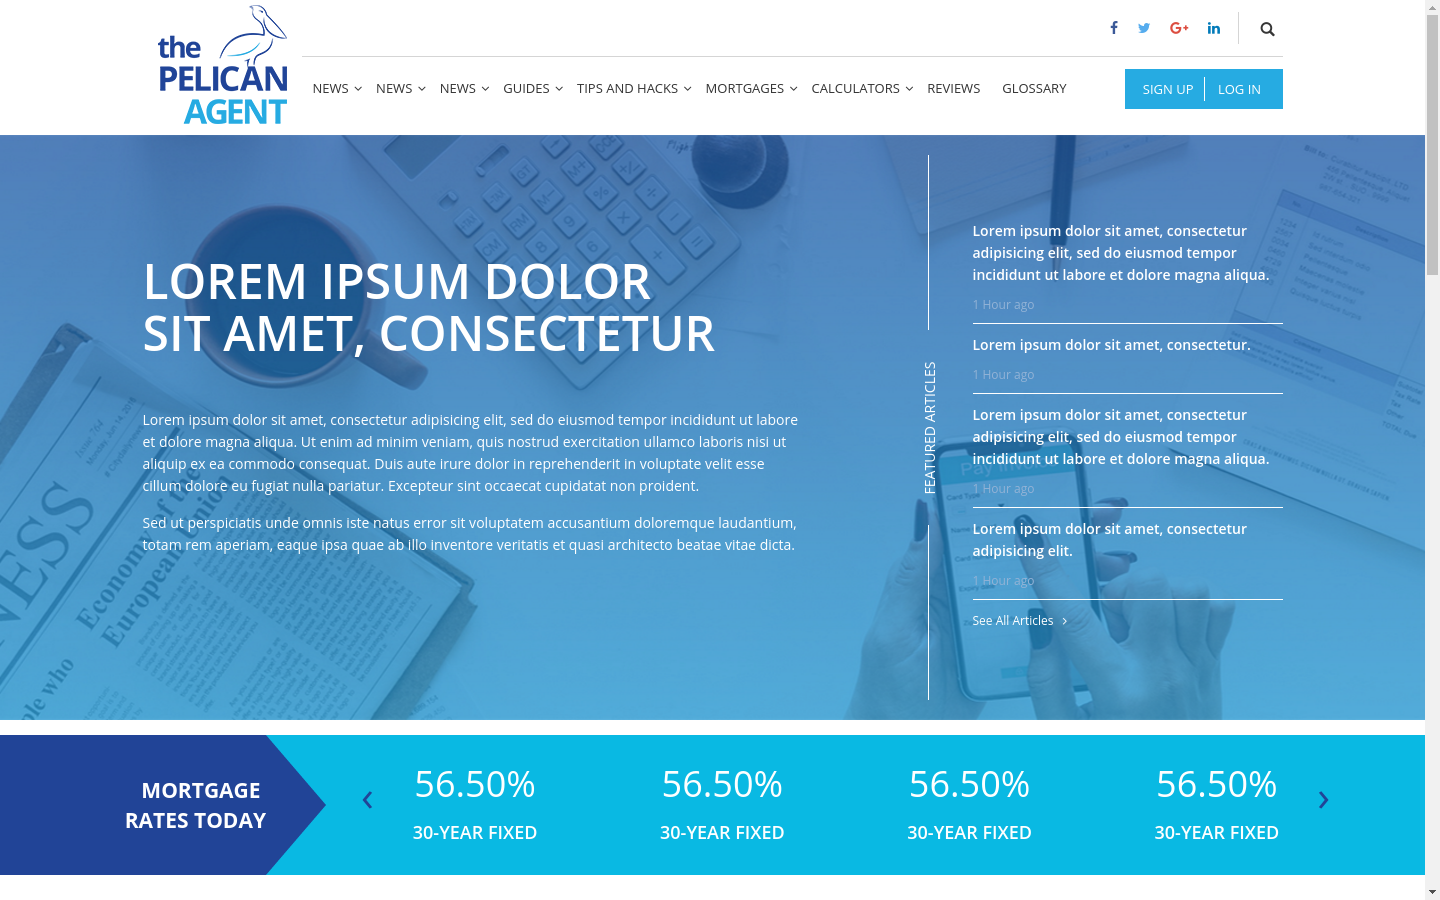 the
PELICAN
AGENT
NEWS NEWS NEWS GUIDES TIPS AND HACKS MORTGAGES CALCULATORS REVIEWS GLOSSARY
SIGN UP LOG IN
LOREM IPSUM DOLOR
SIT AMET, CONSECTETUR
Lorem ipsum dolor sit amet, consectetur adipisicing elit, sed do eiusmod tempor incididunt ut labore
et dolore magna aliqua. Ut enim ad minim veniam, quis nostrud exercitation ullamco laboris nisi ut
aliquip ex ea commodo consequat. Duis aute irure dolor in reprehenderit in voluptate velit esse
cillum dolore eu fugiat nulla pariatur. Excepteur sint occaecat cupidatat non proident.
Sed ut perspiciatis unde omnis iste natus error sit voluptatem accusantium doloremque laudantium,
totam rem aperiam, eaque ipsa quae ab illo inventore veritatis et quasi architecto beatae vitae dicta.
FEATURED ARTICLES
Lorem ipsum dolor sit amet, consectetur
adipisicing elit, sed do eiusmod tempor
incididunt ut labore et dolore magna aliqua.
1 Hour ago
Lorem ipsum dolor sit amet, consectetur.
1 Hour ago
Lorem ipsum dolor sit amet, consectetur
adipisicing elit, sed do eiusmod tempor
incididunt ut labore et dolore magna aliqua.
1 Hour ago
Lorem ipsum dolor sit amet, consectetur
adipisicing elit.
1 Hour ago
See All Articles
Economy of the
European Union
ple who
MORTGAGE
RATES TODAY
56.50% 56.50% 56.50% 56.50%
30-YEAR FIXED 30-YEAR FIXED 30-YEAR FIXED 30-YEAR FIXED